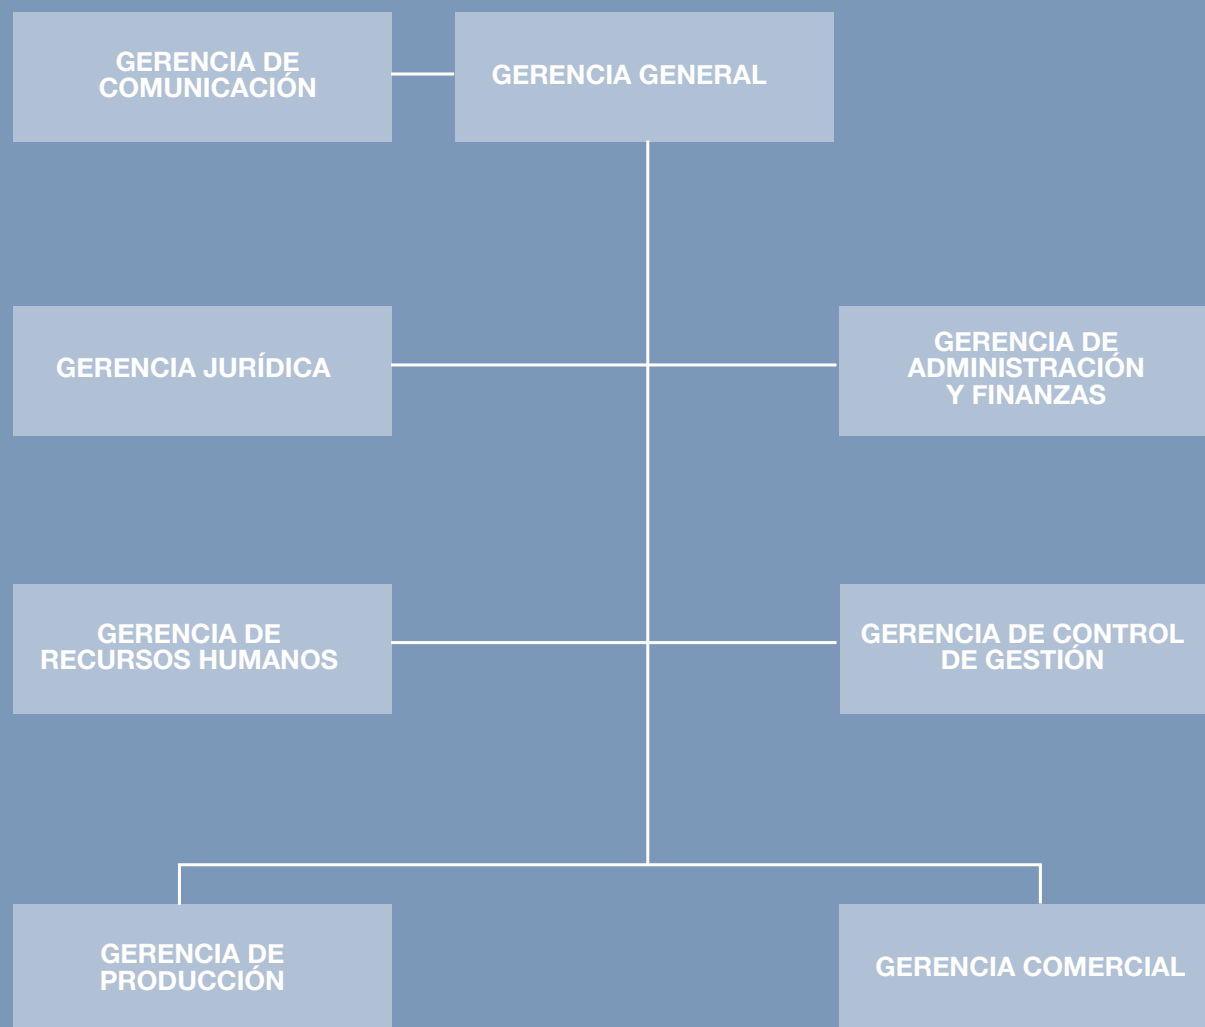 GERENCIA DE
COMUNICACIÓN
GERENCIA GENERAL
GERENCIA JURÍDICA
GERENCIA DE
ADMINISTRACIÓN
Y FINANZAS
GERENCIA DE
RECURSOS HUMANOS
GERENCIA DE CONTROL
DE GESTIÓN
GERENCIA DE
PRODUCCIÓN
GERENCIA COMERCIAL